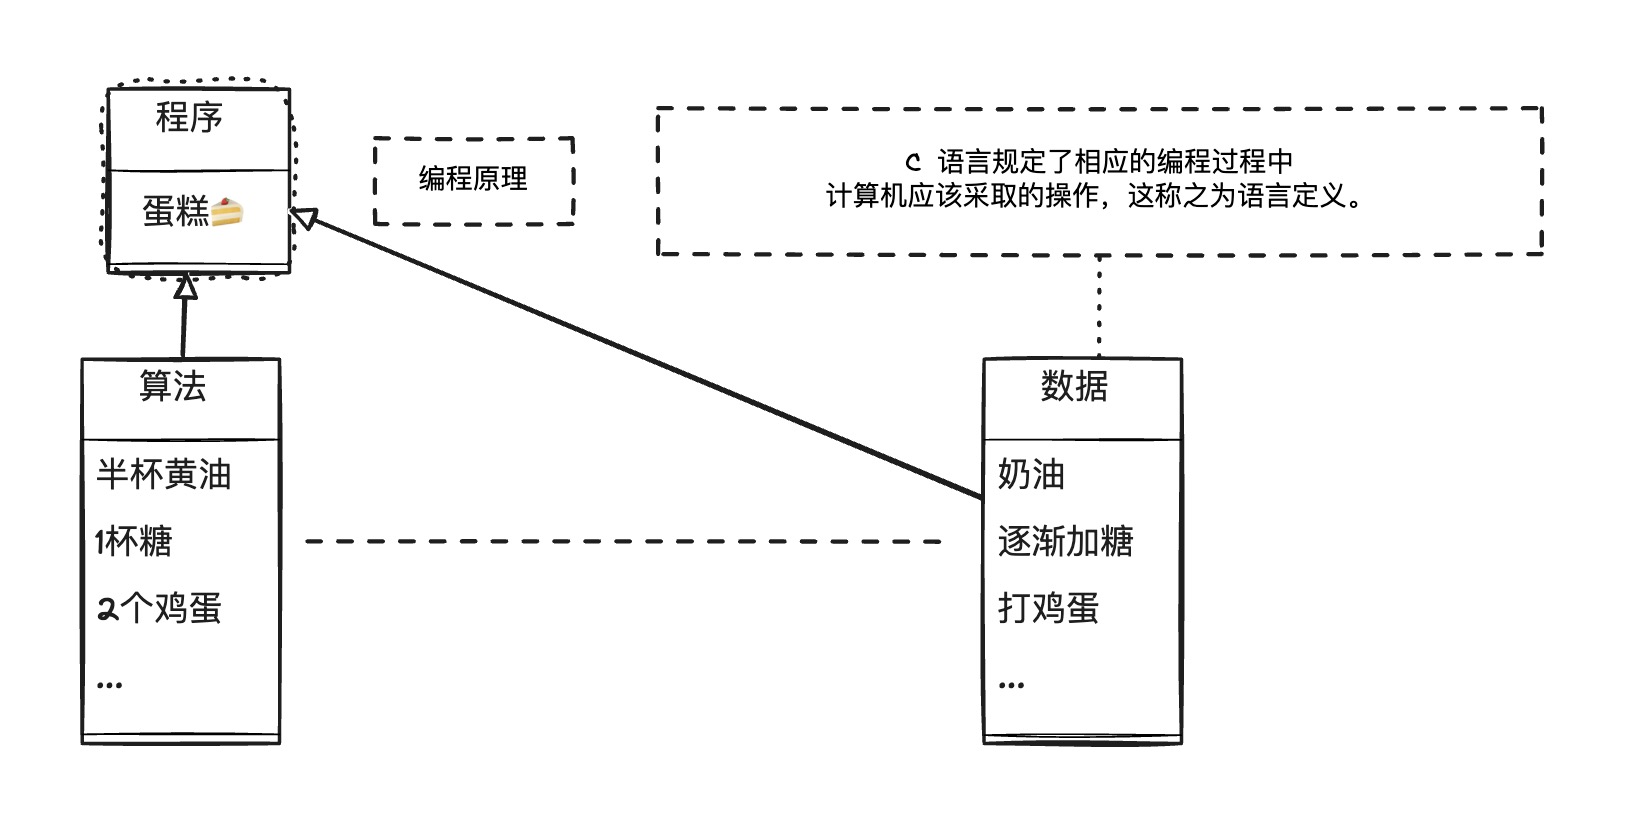 程序
蛋糕🍰
编程原理
C 语言规定了相应的编程过程中
计算机应该采取的操作，这称之为语言定义。
算法
半杯黄油
1杯糖
2个鸡蛋
...
数据
奶油
逐渐加糖
打鸡蛋
...